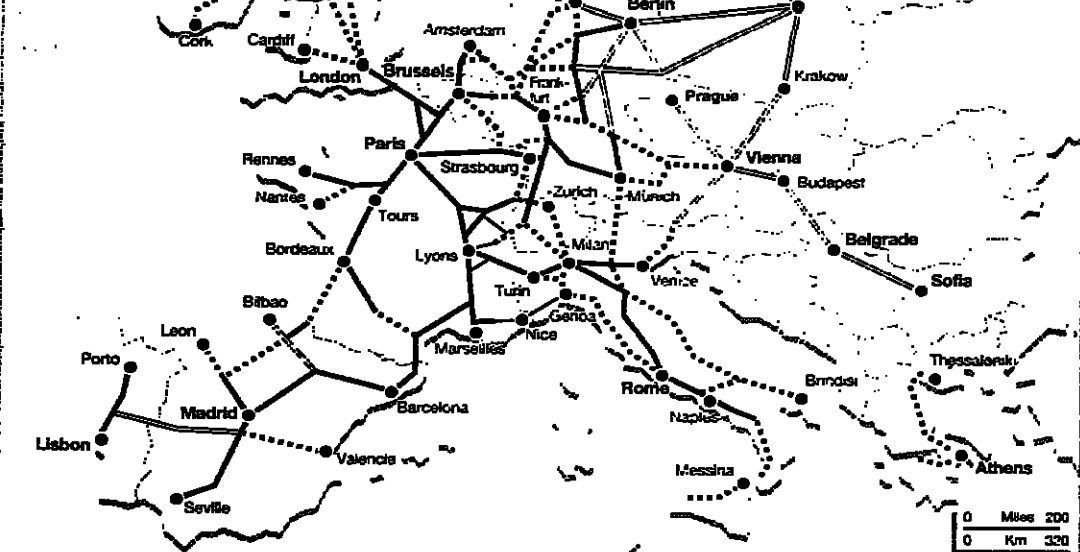 Berlin
Cork
Cardiff
Amsterdam
London
Brussels
Frank-
furt
Krakow
Prague
Paris
Rennes
Strasbourg
Vienna
Nantes
Zurich
Munich
Budapest
Tours
Bordeaux
Lyons
Milan
Belgrade
Venice
Sofia
Turin
Bilbao
Genoa
Leon
Nice
Marseilles
Porto
Thessalonik
Rome
Brindisi
Madrid
Barcelona
Naples
Lisbon
Valencia
Messina
Athens
Seville
0 Miles 200
0 Km 320